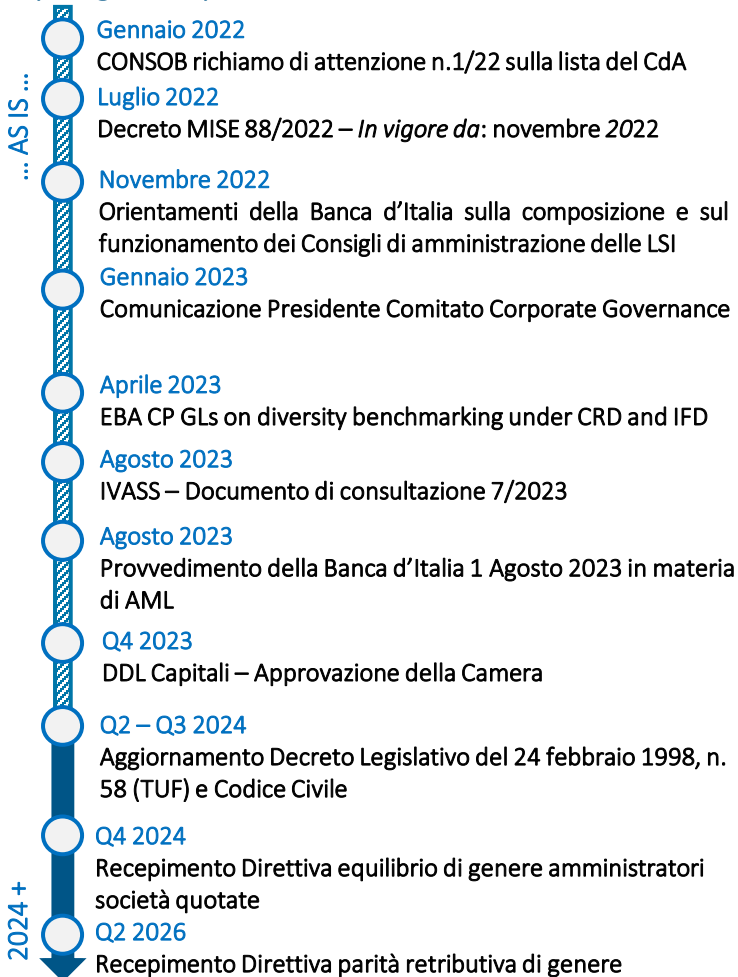 Gennaio 2022
CONSOB richiamo di attenzione n.1/22 sulla lista del CdA
Luglio 2022
Decreto MISE 88/2022 – In vigore da: novembre 2022
... AS IS ...
Novembre 2022
Orientamenti della Banca d’Italia sulla composizione e sul
funzionamento dei Consigli di amministrazione delle LSI
Gennaio 2023
Comunicazione Presidente Comitato Corporate Governance
Aprile 2023
EBA CP GLs on diversity benchmarking under CRD and IFD
Agosto 2023
IVASS – Documento di consultazione 7/2023
Agosto 2023
Provvedimento della Banca d’Italia 1 Agosto 2023 in materia
di AML
Q4 2023
DDL Capitali – Approvazione della Camera
Q2 – Q3 2024
Aggiornamento Decreto Legislativo del 24 febbraio 1998, n.
58 (TUF) e Codice Civile
Q4 2024
Recepimento Direttiva equilibrio di genere amministratori
società quotate
2024 +
Q2 2026
Recepimento Direttiva parità retributiva di genere